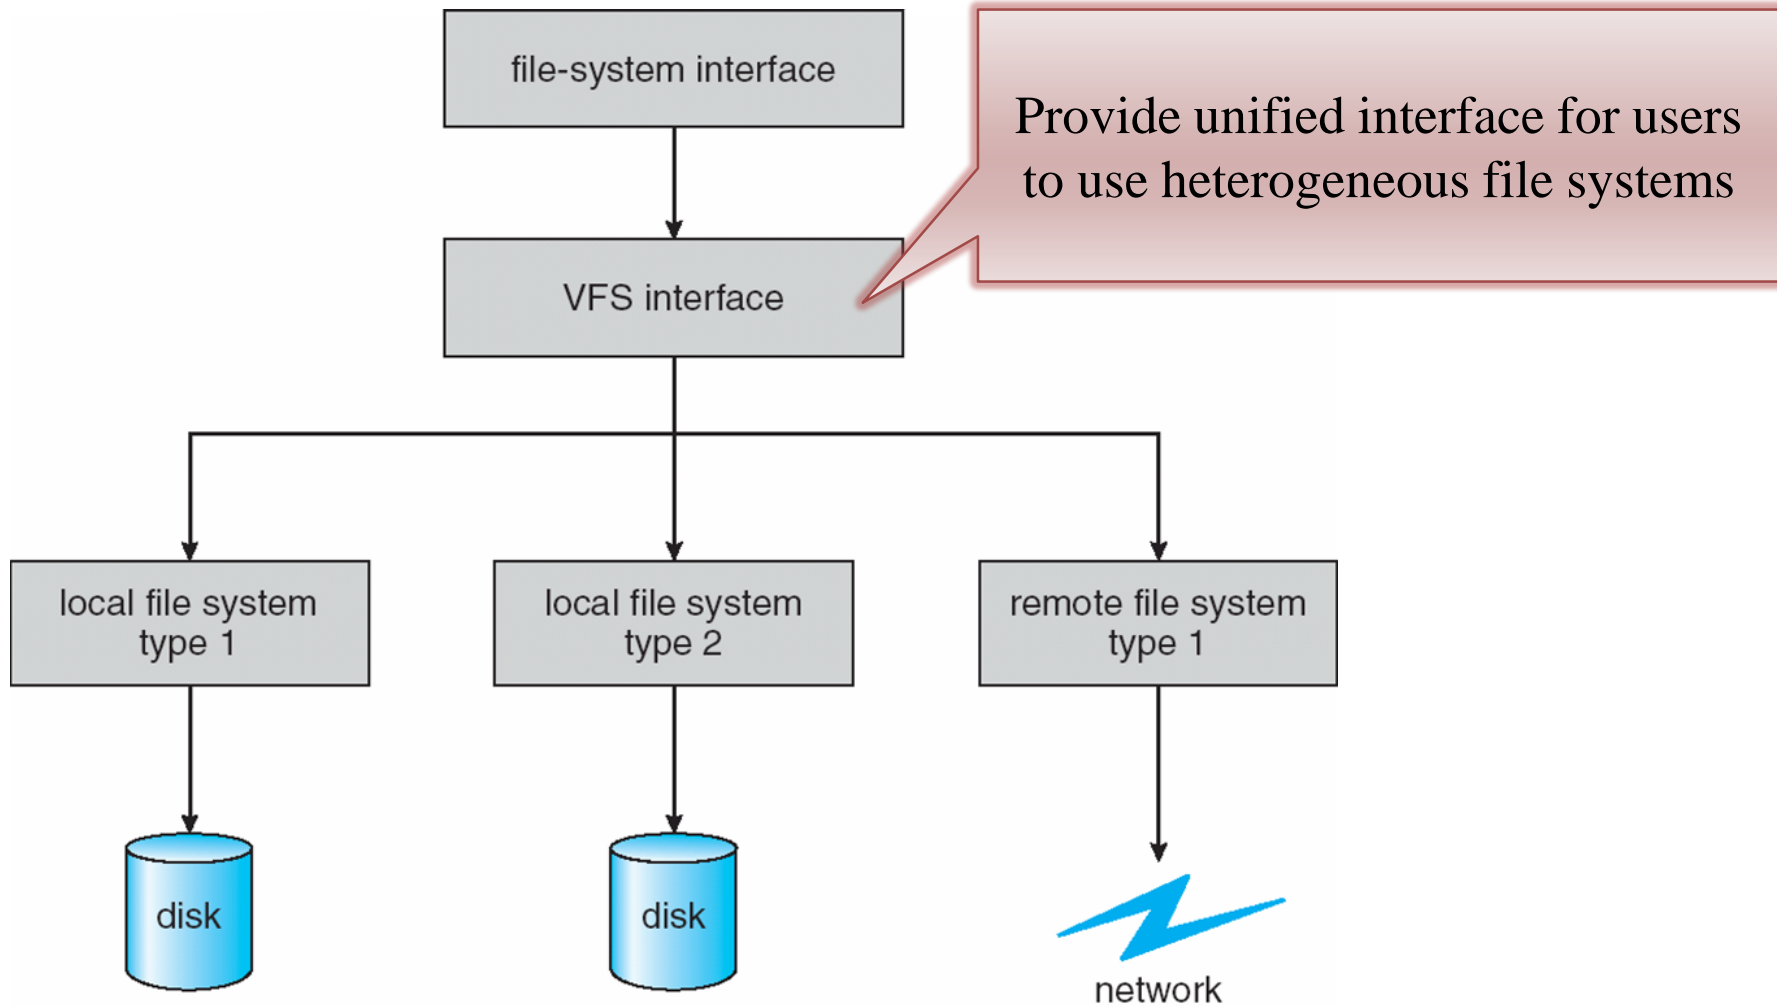 file-system interface
Provide unified interface for users
to use heterogeneous file systems
VFS interface
local file system
type 1
local file system
type 2
remote file system
type 1
disk
disk
network